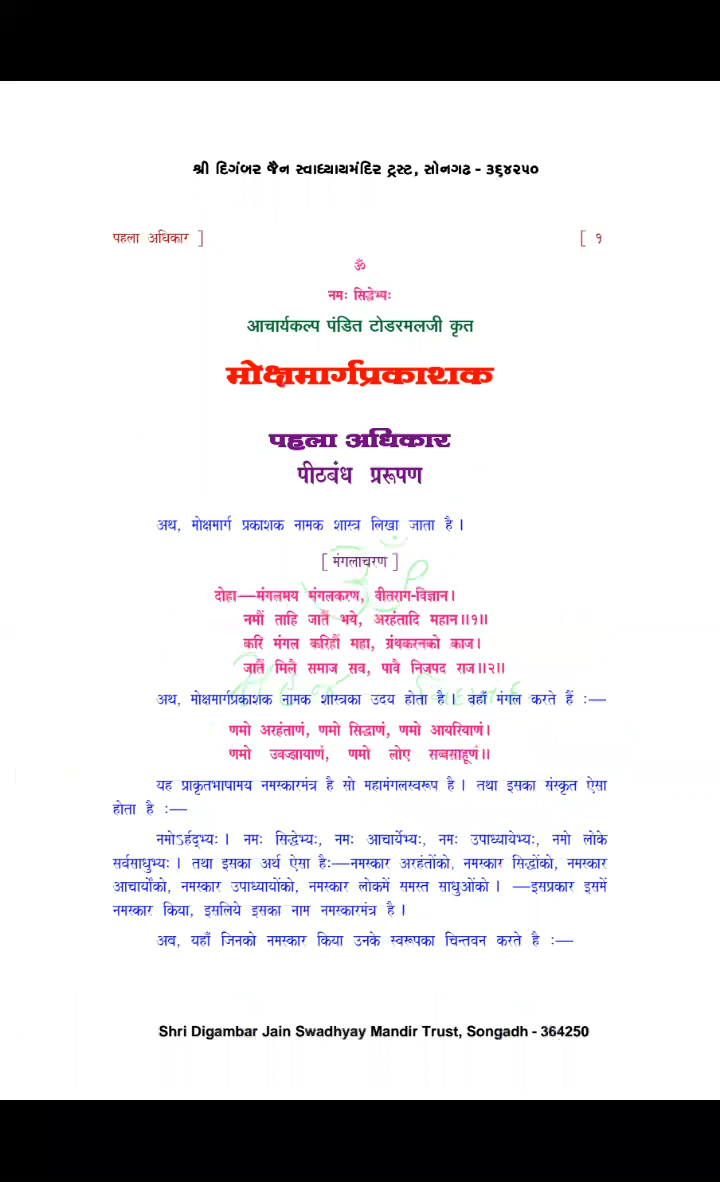 શ્રી દિગંબર જૈન સ્વાધ્યાયમંદિર ટ્રસ્ટ, સોનગઢ - ૩૬૪૨૫૦
पहला अधिकार ] [ १
ॐ
नमः सिद्धेभ्यः
आचार्यकल्प पंडित टोडरमलजी कृत
मोक्षमार्गप्रकाशक
पहला अधिकार
पीठबंध प्ररूपण
अथ, मोक्षमार्ग प्रकाशक नामक शास्त्र लिखा जाता है।
[ मंगलाचरण ]
दोहा—मंगलमय मंगलकरण, वीतराग-विज्ञान।
नमौं ताहि जातैं भये, अरहंतादि महान॥१॥
करि मंगल करिहौं महा, ग्रंथकरनको काज।
जातैं मिलै समाज सब, पावै निजपद राज॥२॥
अथ, मोक्षमार्गप्रकाशक नामक शास्त्रका उदय होता है। वहाँ मंगल करते हैं :—
णमो अरहंताणं, णमो सिद्धाणं, णमो आयरियाणं।
णमो उवज्झायाणं, णमो लोए सव्वसाहूणं॥
यह प्राकृतभाषामय नमस्कारमंत्र है सो महामंगलस्वरूप है। तथा इसका संस्कृत ऐसा
होता है :—
नमोऽर्हद्भ्यः। नमः सिद्धेभ्यः, नमः आचार्येभ्यः, नमः उपाध्यायेभ्यः, नमो लोके
सर्वसाधुभ्यः। तथा इसका अर्थ ऐसा है:—नमस्कार अरहंतोंको, नमस्कार सिद्धोंको, नमस्कार
आचार्योंको, नमस्कार उपाध्यायोंको, नमस्कार लोकमें समस्त साधुओंको। —इसप्रकार इसमें
नमस्कार किया, इसलिये इसका नाम नमस्कारमंत्र है।
अब, यहाँ जिनको नमस्कार किया उनके स्वरूपका चिन्तवन करते है :—
Shri Digambar Jain Swadhyay Mandir Trust, Songadh - 364250